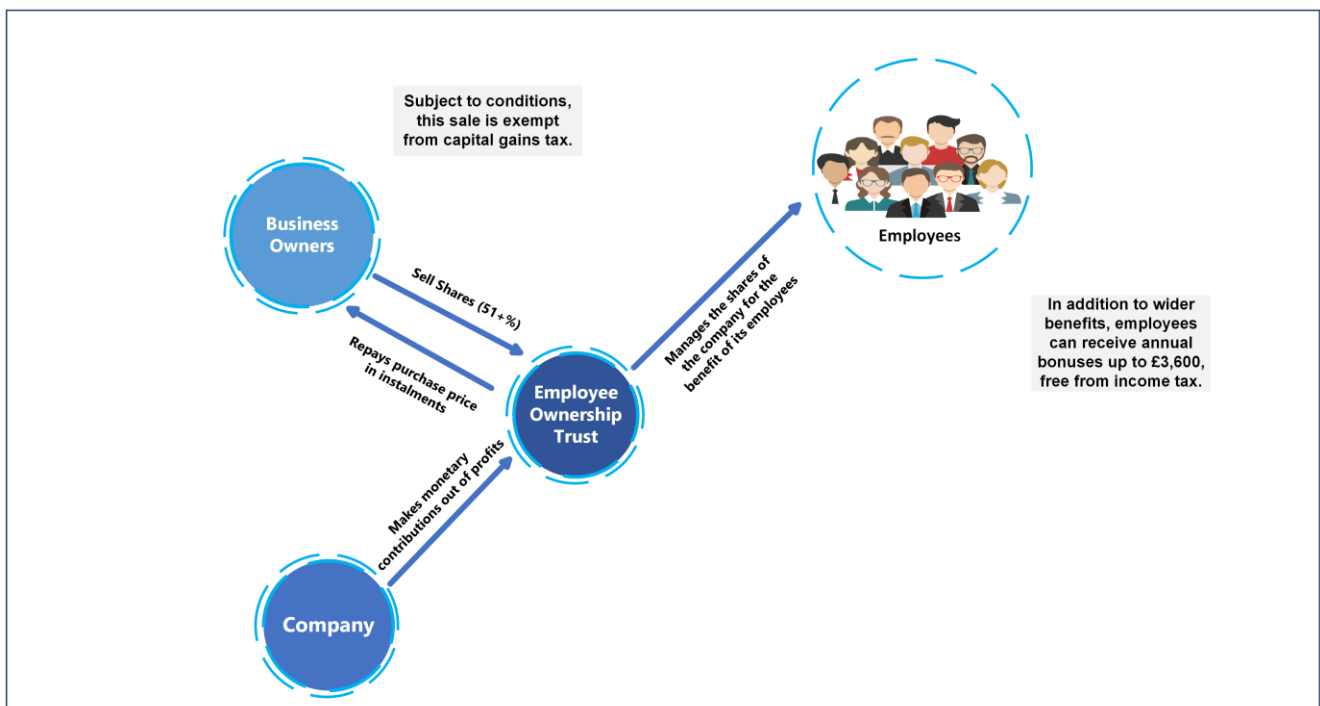 Subject to conditions,
this sale is exempt
from capital gains tax.
Business
Owners
Employees
Sell Shares (51+%)
Repays purchase price
in instalments
Manages the shares of
the company for the
benefit of its employees
In addition to wider
benefits, employees
can receive annual
bonuses up to £3,600,
free from income tax.
Employee
Ownership
Trust
Makes monetary
contributions out of profits
Company